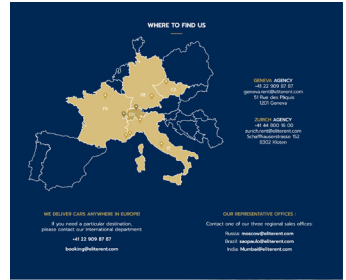 WHERE TO FIND US
GENEVA AGENCY
+41 22 909 87 87
geneva.rent@eliterent.com
51 Rue des Pâquis
1201 Geneva
ZURICH AGENCY
+41 44 800 16 00
zurich.rent@eliterent.com
Schaffhauserstrasse 152
8302 Kloten
WE DELIVER CARS ANYWHERE IN EUROPE!
If you need a particular destination,
please contact our International department
+41 22 909 87 87
booking@eliterent.com
OUR REPRESENTATIVE OFFICES :
Contact one of our three regional sales offices:
Russia: moscow@eliterent.com
Brazil: saopaulo@eliterent.com
India: Mumbai@eliterent.com